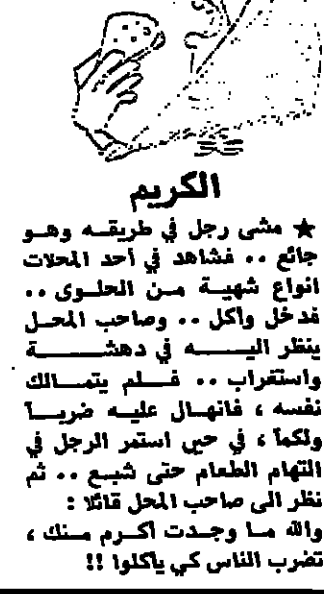 الكريم
★ مشى رجل في طريقه وهو
جائع .. فشاهد في أحد المحلات
انواع شهية من الحلوى ..
فدخل وأكل .. وصاحب المحل
ينظر اليه في دهشة
واستغراب .. فلم يتمالك
نفسه ، فانهال عليه ضرباً
ولكماً ، في حين استمر الرجل في
التهام الطعام حتى شبع .. ثم
نظر الى صاحب المحل قائلا :
والله ما وجدت اكرم منك ،
تضرب الناس كي ياكلوا !!